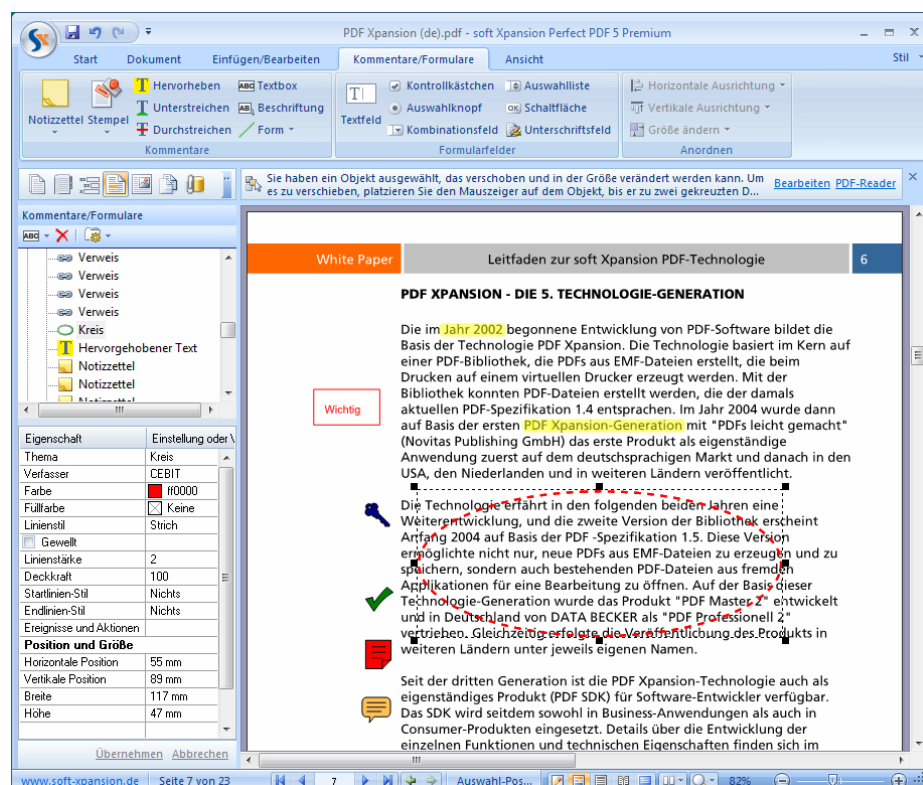 PDF Xpansion (de).pdf - soft Xpansion Perfect PDF 5 Premium
Start Dokument Einfügen/Bearbeiten Kommentare/Formulare Ansicht Stil
Notizzettel Stempel
T Hervorheben
T Unterstreichen
T Durchstreichen
ABC Textbox
AB Beschriftung
Form
Kommentare
Textfeld
Kontrollkästchen
Auswahlknopf
Kombinationsfeld
Auswahlliste
OK Schaltfläche
Unterschriftsfeld
Formularfelder
Horizontale Ausrichtung
Vertikale Ausrichtung
Größe ändern
Anordnen
Sie haben ein Objekt ausgewählt, das verschoben und in der Größe verändert werden kann. Um
es zu verschieben, platzieren Sie den Mauszeiger auf dem Objekt, bis er zu zwei gekreuzten D...
Bearbeiten PDF-Reader
Kommentare/Formulare
ABC
Verweis
Verweis
Verweis
Verweis
Kreis
T Hervorgehobener Text
Notizzettel
Notizzettel
Eigenschaft Einstellung oder
Thema Kreis
Verfasser CEBIT
Farbe ff0000
Füllfarbe Keine
Linienstil Strich
Gewellt
Linienstärke 2
Deckkraft 100
Startlinien-Stil Nichts
Endlinien-Stil Nichts
Ereignisse und Aktionen
Position und Größe
Horizontale Position 55 mm
Vertikale Position 89 mm
Breite 117 mm
Höhe 47 mm
Übernehmen Abbrechen
White Paper Leitfaden zur soft Xpansion PDF-Technologie 6
PDF XPANSION - DIE 5. TECHNOLOGIE-GENERATION
Die im Jahr 2002 begonnene Entwicklung von PDF-Software bildet die
Basis der Technologie PDF Xpansion. Die Technologie basiert im Kern auf
einer PDF-Bibliothek, die PDFs aus EMF-Dateien erstellt, die beim
Drucken auf einem virtuellen Drucker erzeugt werden. Mit der
Bibliothek konnten PDF-Dateien erstellt werden, die der damals
aktuellen PDF-Spezifikation 1.4 entsprachen. Im Jahr 2004 wurde dann
auf Basis der ersten PDF Xpansion-Generation mit "PDFs leicht gemacht"
(Novitas Publishing GmbH) das erste Produkt als eigenständige
Anwendung zuerst auf dem deutschsprachigen Markt und danach in den
USA, den Niederlanden und in weiteren Ländern veröffentlicht.
Wichtig
Die Technologie erfährt in den folgenden beiden Jahren eine
Weiterentwicklung, und die zweite Version der Bibliothek erscheint
Anfang 2004 auf Basis der PDF -Spezifikation 1.5. Diese Version
ermöglichte nicht nur, neue PDFs aus EMF-Dateien zu erzeugen und zu
speichern, sondern auch bestehenden PDF-Dateien aus fremden
Applikationen für eine Bearbeitung zu öffnen. Auf der Basis dieser
Technologie-Generation wurde das Produkt "PDF Master 2" entwickelt
und in Deutschland von DATA BECKER als "PDF Professionell 2"
vertrieben. Gleichzeitig erfolgte die Veröffentlichung des Produkts in
weiteren Ländern unter jeweils eigenen Namen.
Seit der dritten Generation ist die PDF Xpansion-Technologie auch als
eigenständiges Produkt (PDF SDK) für Software-Entwickler verfügbar.
Das SDK wird seitdem sowohl in Business-Anwendungen als auch in
Consumer-Produkten eingesetzt. Details über die Entwicklung der
einzelnen Funktionen und technischen Eigenschaften finden sich im
www.soft-xpansion.de Seite 7 von 23 7 Auswahl-Pos... 82%